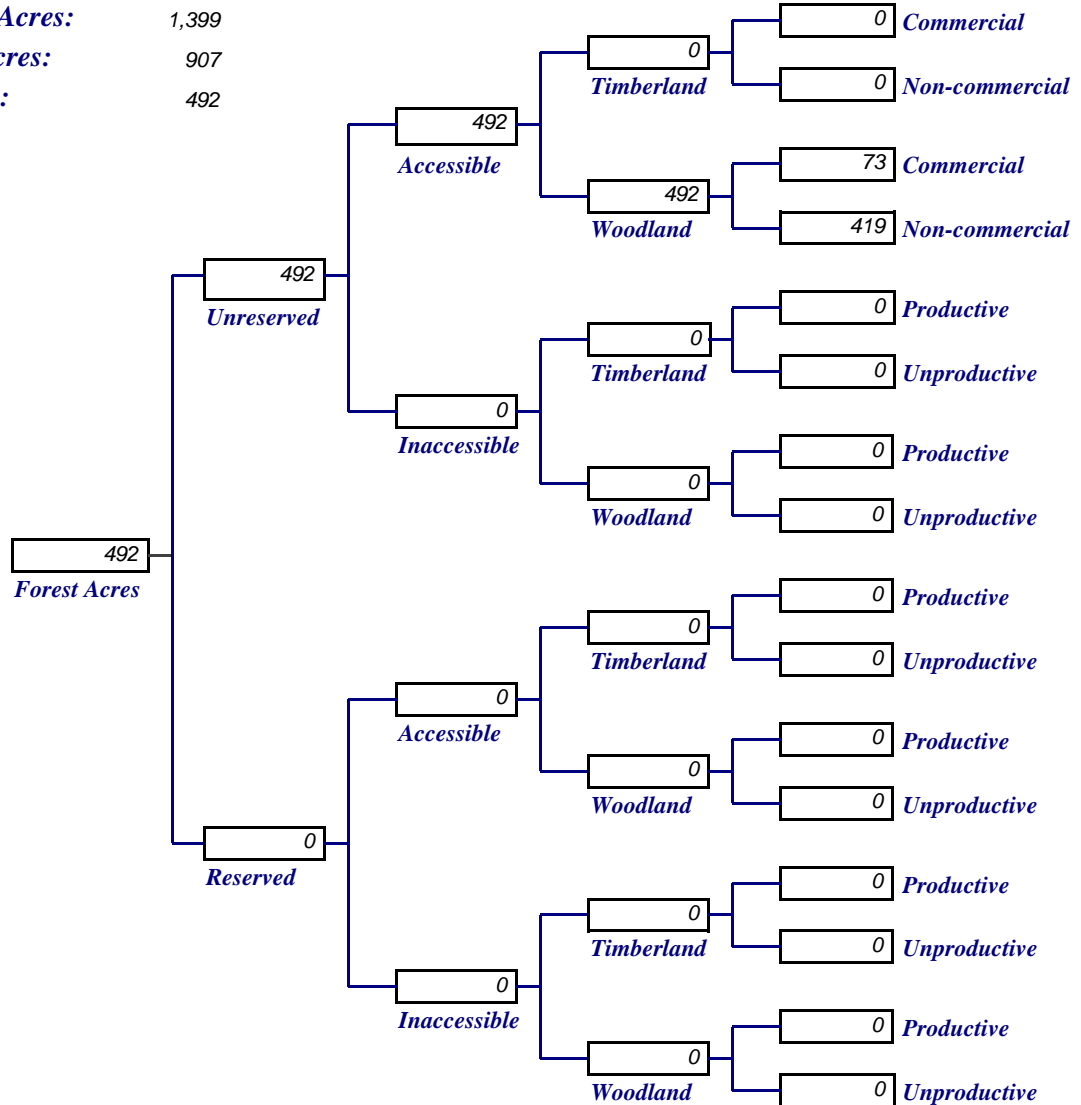 Acres: 1,399
cres: 907
: 492
0 Commercial
0
Timberland
0 Non-commercial
492
Accessible
73 Commercial
492
Woodland
419 Non-commercial
492
Unreserved
0 Productive
0
Timberland
0 Unproductive
0
Inaccessible
0 Productive
0
Woodland
0 Unproductive
492
Forest Acres
0 Productive
0
Timberland
0 Unproductive
0
Accessible
0 Productive
0
Woodland
0 Unproductive
0
Reserved
0 Productive
0
Timberland
0 Unproductive
0
Inaccessible
0 Productive
0
Woodland
0 Unproductive